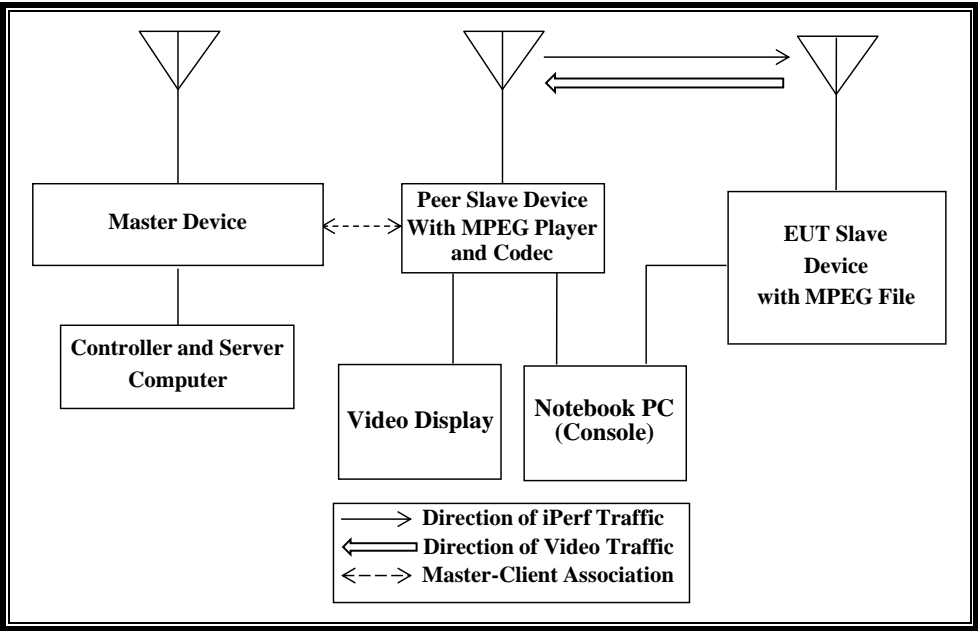 Master Device
Peer Slave Device
With MPEG Player
and Codec
EUT Slave
Device
with MPEG File
Controller and Server
Computer
Video Display
Notebook PC
(Console)
Direction of iPerf Traffic
Direction of Video Traffic
Master-Client Association